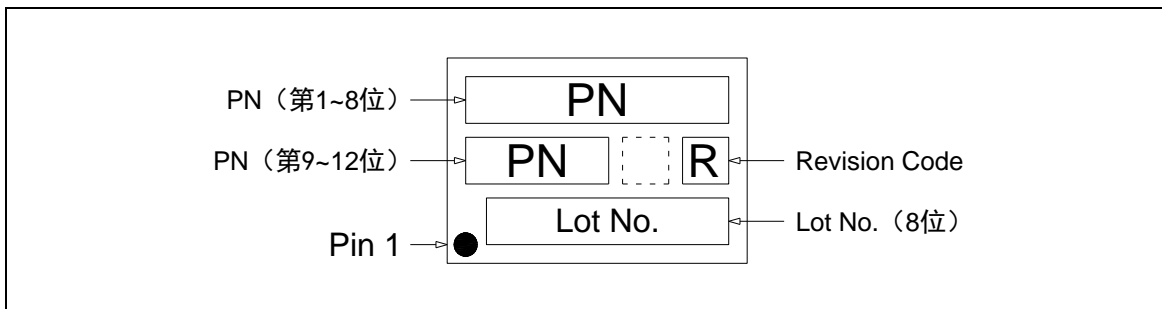 PN（第1~8位） PN
PN（第9~12位） PN R Revision Code
Lot No. Lot No.（8位）
Pin 1